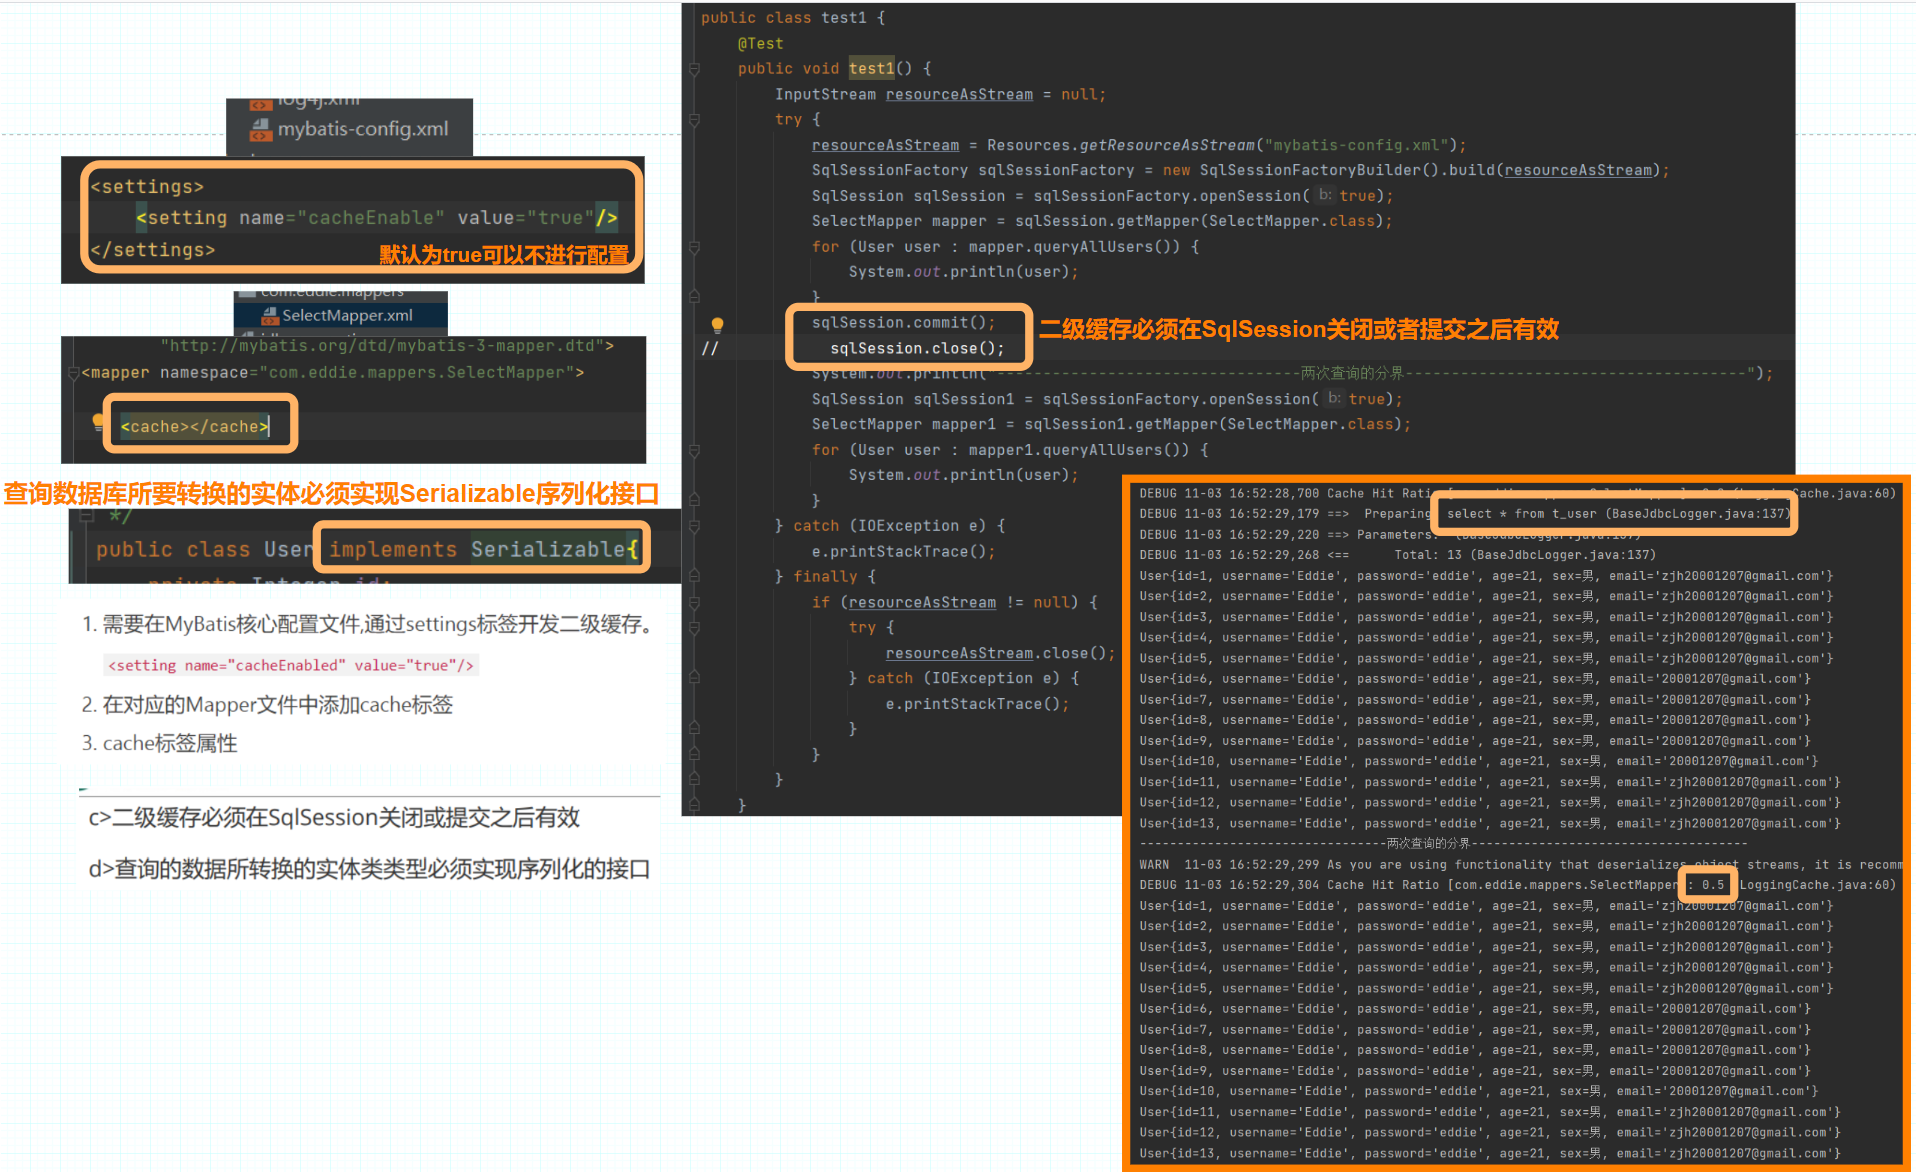 log4j.xml
mybatis-config.xml
<settings>
<setting name="cacheEnable" value="true"/>
</settings>
默认为true可以不进行配置
com.eddie.mappers
SelectMapper.xml
"http://mybatis.org/dtd/mybatis-3-mapper.dtd">
<mapper namespace="com.eddie.mappers.SelectMapper">
<cache></cache>
查询数据库所要转换的实体必须实现Serializable序列化接口
*/
public class User implements Serializable{
private Integer id;
1. 需要在MyBatis核心配置文件,通过settings标签开发二级缓存。
<setting name="cacheEnabled" value="true"/>
2. 在对应的Mapper文件中添加cache标签
3. cache标签属性
c>二级缓存必须在SqlSession关闭或提交之后有效
d>查询的数据所转换的实体类类型必须实现序列化的接口
public class test1 {
@Test
public void test1() {
InputStream resourceAsStream = null;
try {
resourceAsStream = Resources.getResourceAsStream("mybatis-config.xml");
SqlSessionFactory sqlSessionFactory = new SqlSessionFactoryBuilder().build(resourceAsStream);
SqlSession sqlSession = sqlSessionFactory.openSession( b: true);
SelectMapper mapper = sqlSession.getMapper(SelectMapper.class);
for (User user : mapper.queryAllUsers()) {
System.out.println(user);
}
sqlSession.commit();
二级缓存必须在SqlSession关闭或者提交之后有效
// sqlSession.close();
System.out.println("---------------------------------两次查询的分界-------------------------------------");
SqlSession sqlSession1 = sqlSessionFactory.openSession( b: true);
SelectMapper mapper1 = sqlSession1.getMapper(SelectMapper.class);
for (User user : mapper1.queryAllUsers()) {
System.out.println(user);
}
} catch (IOException e) {
e.printStackTrace();
} finally {
if (resourceAsStream != null) {
try {
resourceAsStream.close();
} catch (IOException e) {
e.printStackTrace();
}
}
}
}
DEBUG 11-03 16:52:28,700 Cache Hit Ratio Cache.java:60)
DEBUG 11-03 16:52:29,179 ==>  Preparing select * from t_user (BaseJdbcLogger.java:137)
DEBUG 11-03 16:52:29,220 ==> Parameters: (BaseJdbcLogger.java:137)
DEBUG 11-03 16:52:29,268 <==      Total: 13 (BaseJdbcLogger.java:137)
User{id=1, username='Eddie', password='eddie', age=21, sex=男, email='zjh20001207@gmail.com'}
User{id=2, username='Eddie', password='eddie', age=21, sex=男, email='zjh20001207@gmail.com'}
User{id=3, username='Eddie', password='eddie', age=21, sex=男, email='zjh20001207@gmail.com'}
User{id=4, username='Eddie', password='eddie', age=21, sex=男, email='zjh20001207@gmail.com'}
User{id=5, username='Eddie', password='eddie', age=21, sex=男, email='zjh20001207@gmail.com'}
User{id=6, username='Eddie', password='eddie', age=21, sex=男, email='20001207@gmail.com'}
User{id=7, username='Eddie', password='eddie', age=21, sex=男, email='20001207@gmail.com'}
User{id=8, username='Eddie', password='eddie', age=21, sex=男, email='20001207@gmail.com'}
User{id=9, username='Eddie', password='eddie', age=21, sex=男, email='20001207@gmail.com'}
User{id=10, username='Eddie', password='eddie', age=21, sex=男, email='20001207@gmail.com'}
User{id=11, username='Eddie', password='eddie', age=21, sex=男, email='zjh20001207@gmail.com'}
User{id=12, username='Eddie', password='eddie', age=21, sex=男, email='zjh20001207@gmail.com'}
User{id=13, username='Eddie', password='eddie', age=21, sex=男, email='zjh20001207@gmail.com'}
---------------------------------两次查询的分界-------------------------------------
WARN  11-03 16:52:29,299 As you are using functionality that deserializes object streams, it is recomm
DEBUG 11-03 16:52:29,304 Cache Hit Ratio [com.eddie.mappers.SelectMapper]: 0.5 (LoggingCache.java:60)
User{id=1, username='Eddie', password='eddie', age=21, sex=男, email='zjh20001207@gmail.com'}
User{id=2, username='Eddie', password='eddie', age=21, sex=男, email='zjh20001207@gmail.com'}
User{id=3, username='Eddie', password='eddie', age=21, sex=男, email='zjh20001207@gmail.com'}
User{id=4, username='Eddie', password='eddie', age=21, sex=男, email='zjh20001207@gmail.com'}
User{id=5, username='Eddie', password='eddie', age=21, sex=男, email='zjh20001207@gmail.com'}
User{id=6, username='Eddie', password='eddie', age=21, sex=男, email='20001207@gmail.com'}
User{id=7, username='Eddie', password='eddie', age=21, sex=男, email='20001207@gmail.com'}
User{id=8, username='Eddie', password='eddie', age=21, sex=男, email='20001207@gmail.com'}
User{id=9, username='Eddie', password='eddie', age=21, sex=男, email='20001207@gmail.com'}
User{id=10, username='Eddie', password='eddie', age=21, sex=男, email='20001207@gmail.com'}
User{id=11, username='Eddie', password='eddie', age=21, sex=男, email='zjh20001207@gmail.com'}
User{id=12, username='Eddie', password='eddie', age=21, sex=男, email='zjh20001207@gmail.com'}
User{id=13, username='Eddie', password='eddie', age=21, sex=男, email='zjh20001207@gmail.com'}